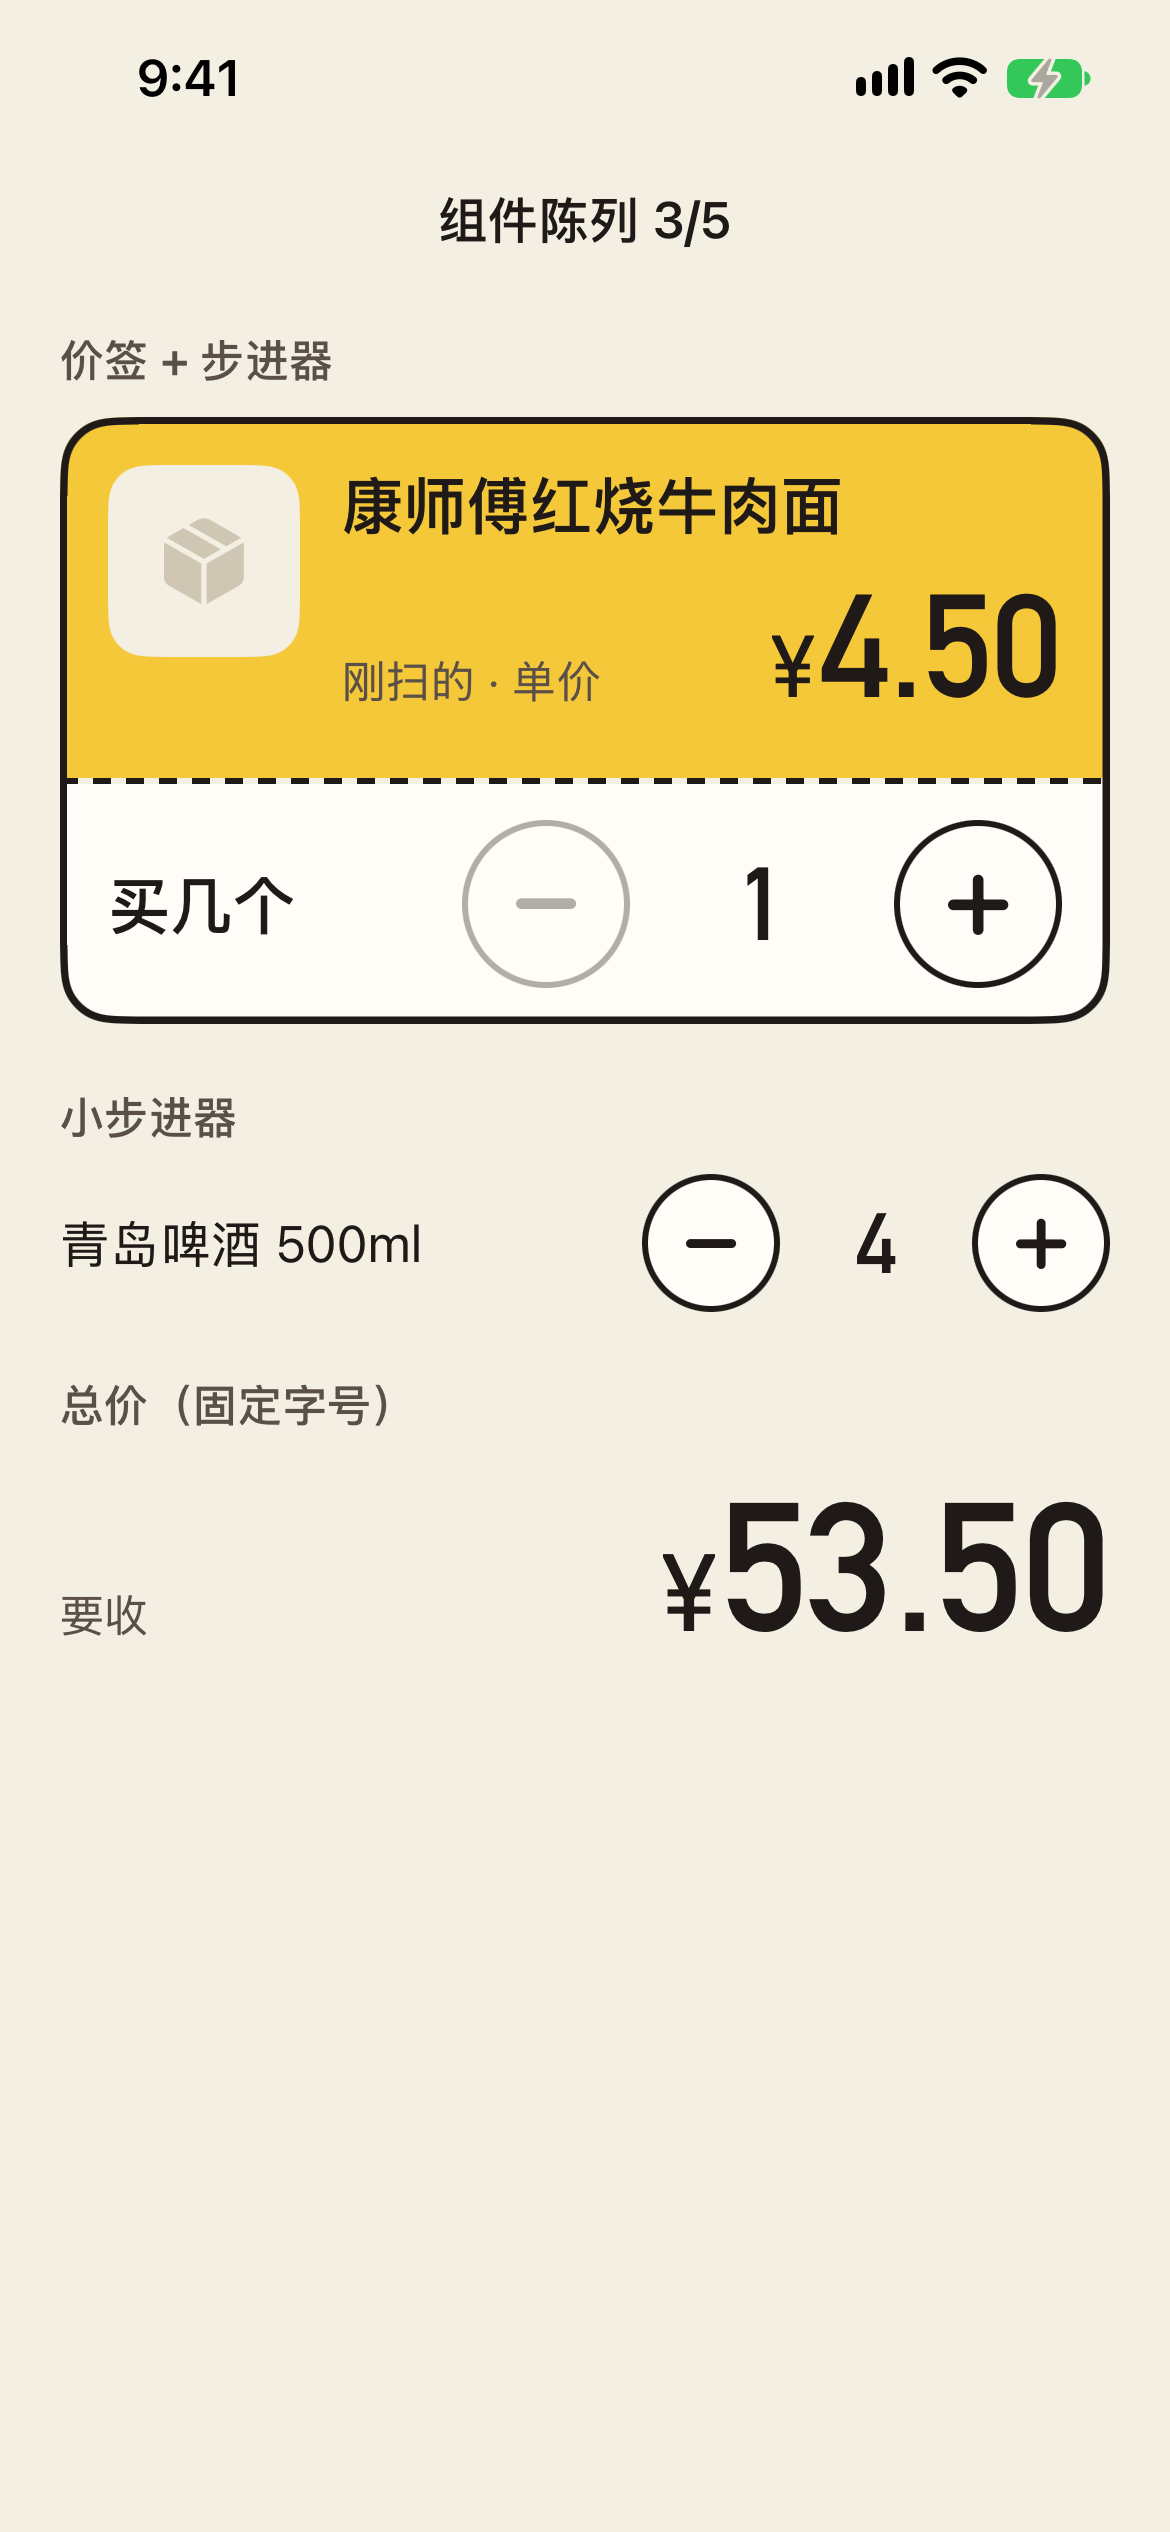 9:41
组件陈列 3/5
价签 + 步进器
康师傅红烧牛肉面
刚扫的 · 单价
¥4.50
买几个
1
小步进器
青岛啤酒 500ml
4
总价（固定字号）
要收
¥53.50